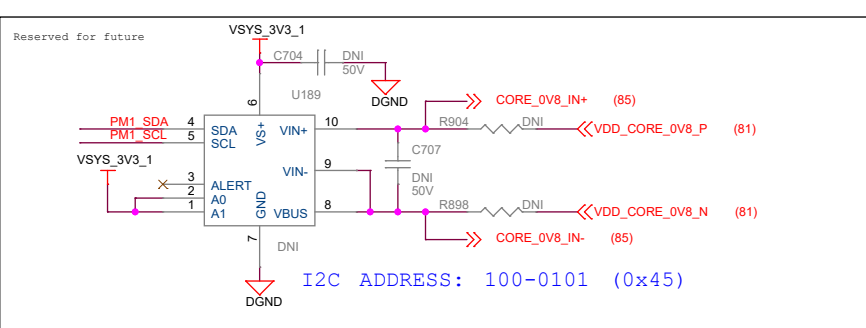 Reserved for future
VSYS_3V3_1
C704
DNI
50V
DGND
U189
CORE_0V8_IN+ (85)
6
VS+
PM1_SDA 4 SDA
VIN+ 10
R904 DNI VDD_CORE_0V8_P (81)
PM1_SCL 5 SCL
C707
VSYS_3V3_1
VIN- 9
DNI
50V
3 ALERT
2 A0
1 A1
GND
7
VBUS 8
R898 DNI VDD_CORE_0V8_N (81)
DNI
CORE_0V8_IN- (85)
I2C ADDRESS: 100-0101 (0x45)
DGND